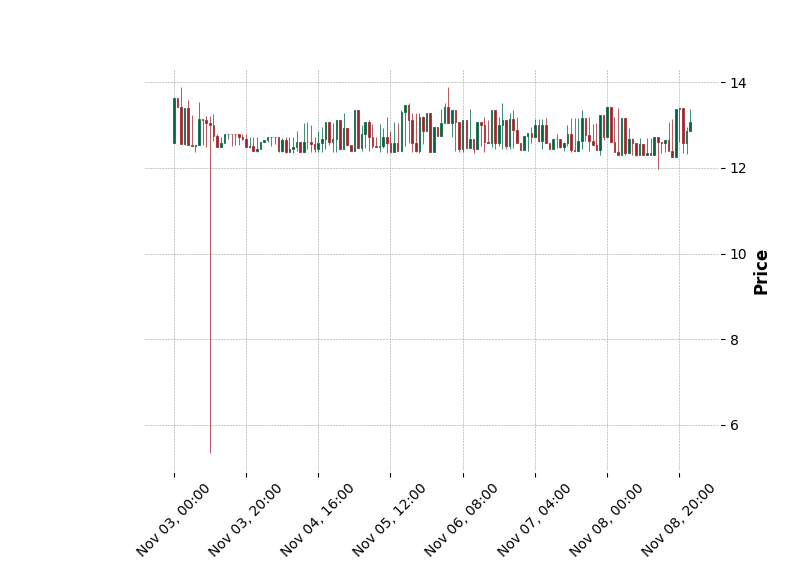 14
12
10
8
6
Price
Nov 03, 00:00
Nov 03, 20:00
Nov 04, 16:00
Nov 05, 12:00
Nov 06, 08:00
Nov 07, 04:00
Nov 08, 00:00
Nov 08, 20:00